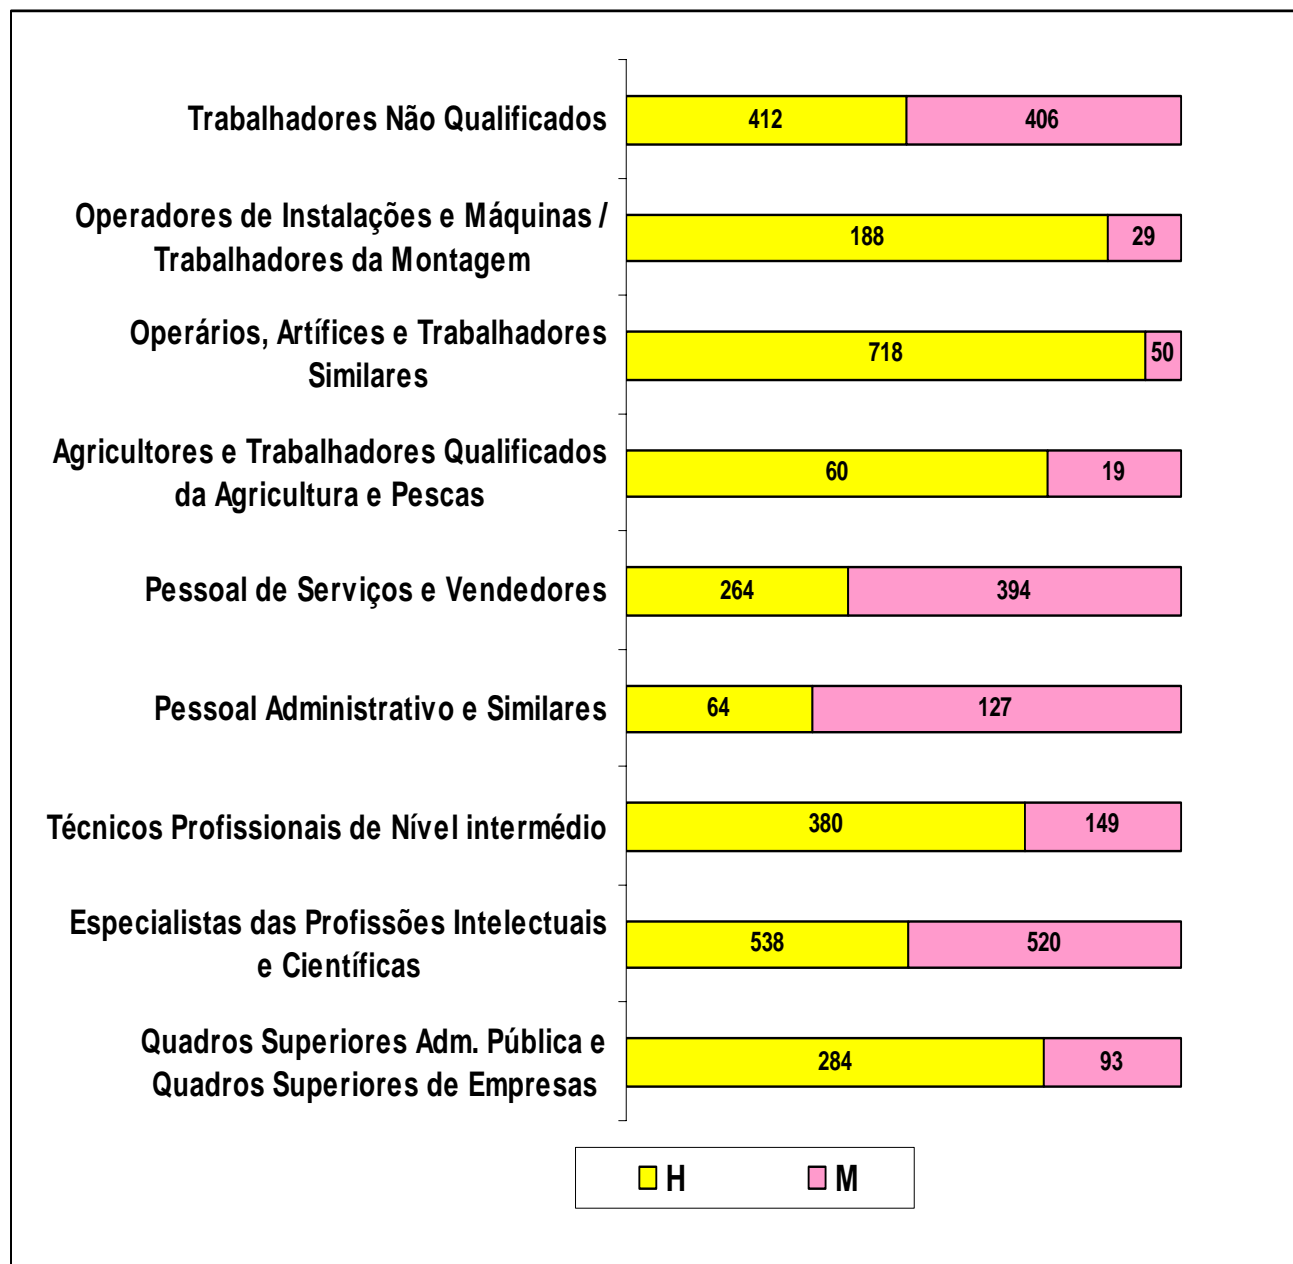 Trabalhadores Não Qualificados
412
406
Operadores de Instalações e Máquinas /
Trabalhadores da Montagem
188
29
Operários, Artífices e Trabalhadores
Similares
718
50
Agricultores e Trabalhadores Qualificados
da Agricultura e Pescas
60
19
Pessoal de Serviços e Vendedores
264
394
Pessoal Administrativo e Similares
64
127
Técnicos Profissionais de Nível intermédio
380
149
Especialistas das Profissões Intelectuais
e Científicas
538
520
Quadros Superiores Adm. Pública e
Quadros Superiores de Empresas
284
93
H
M